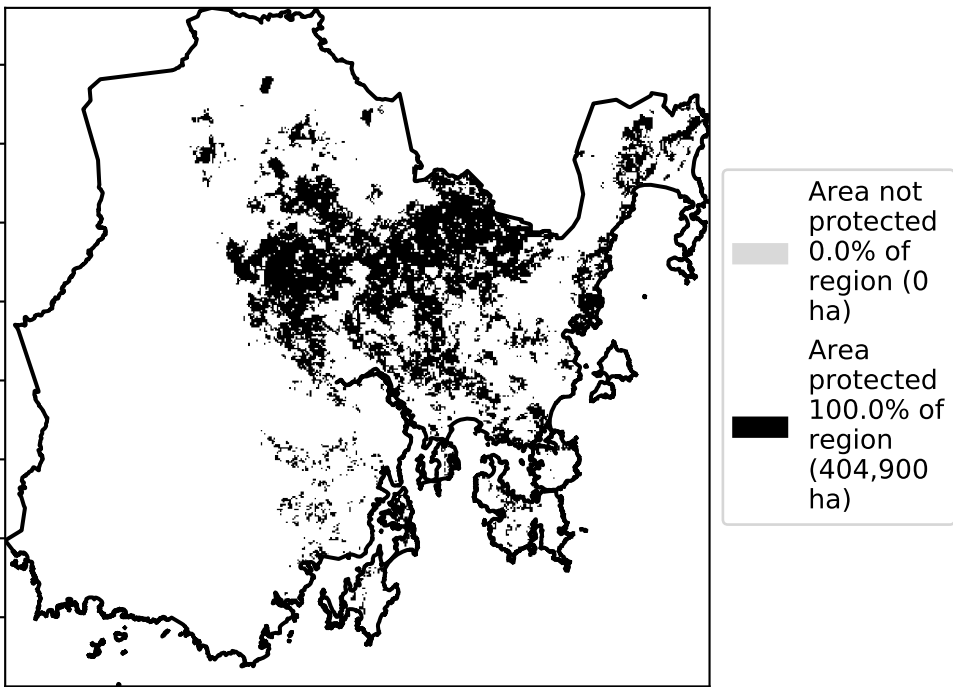 Area not
protected
0.0% of
region (0
ha)
Area
protected
100.0% of
region
(404,900
ha)